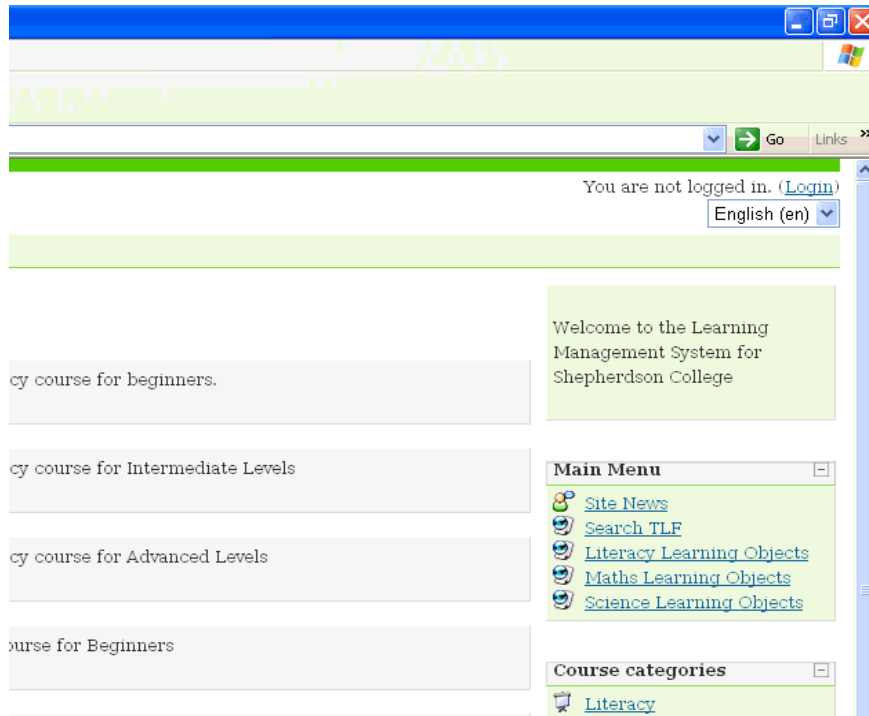 Go Links »
You are not logged in. (Login)
English (en)
Welcome to the Learning
Management System for
Shepherdson College
cy course for beginners.
cy course for Intermediate Levels
cy course for Advanced Levels
ourse for Beginners
Main Menu
Site News
Search TLF
Literacy Learning Objects
Maths Learning Objects
Science Learning Objects
Course categories
Literacy